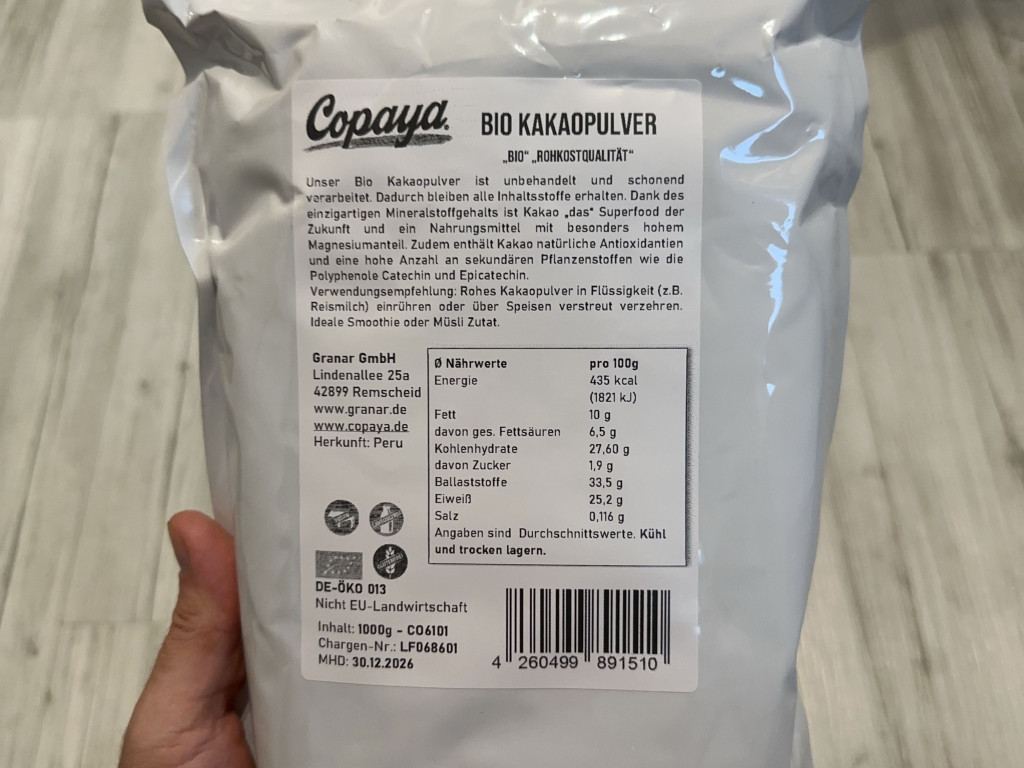 Copaya.
BIO KAKAOPULVER
„BIO“ „ROHKOSTQUALITÄT“
Unser Bio Kakaopulver ist unbehandelt und schonend
verarbeitet. Dadurch bleiben alle Inhaltsstoffe erhalten. Dank des
einzigartigen Mineralstoffgehalts ist Kakao „das“ Superfood der
Zukunft und ein Nahrungsmittel mit besonders hohem
Magnesiumanteil. Zudem enthält Kakao natürliche Antioxidantien
und eine hohe Anzahl an sekundären Pflanzenstoffen wie die
Polyphenole Catechin und Epicatechin.
Verwendungsempfehlung: Rohes Kakaopulver in Flüssigkeit (z.B.
Reismilch) einrühren oder über Speisen verstreut verzehren.
Ideale Smoothie oder Müsli Zutat.
Granar GmbH
Lindenallee 25a
42899 Remscheid
www.granar.de
www.copaya.de
Herkunft: Peru
Ø Nährwerte pro 100g
Energie 435 kcal
(1821 kJ)
Fett 10 g
davon ges. Fettsäuren 6,5 g
Kohlenhydrate 27,60 g
davon Zucker 1,9 g
Ballaststoffe 33,5 g
Eiweiß 25,2 g
Salz 0,116 g
Angaben sind Durchschnittswerte. Kühl
und trocken lagern.
DE-ÖKO 013
Nicht EU-Landwirtschaft
Inhalt: 1000g - CO6101
Chargen-Nr.: LF068601
MHD: 30.12.2026
4 260499 891510